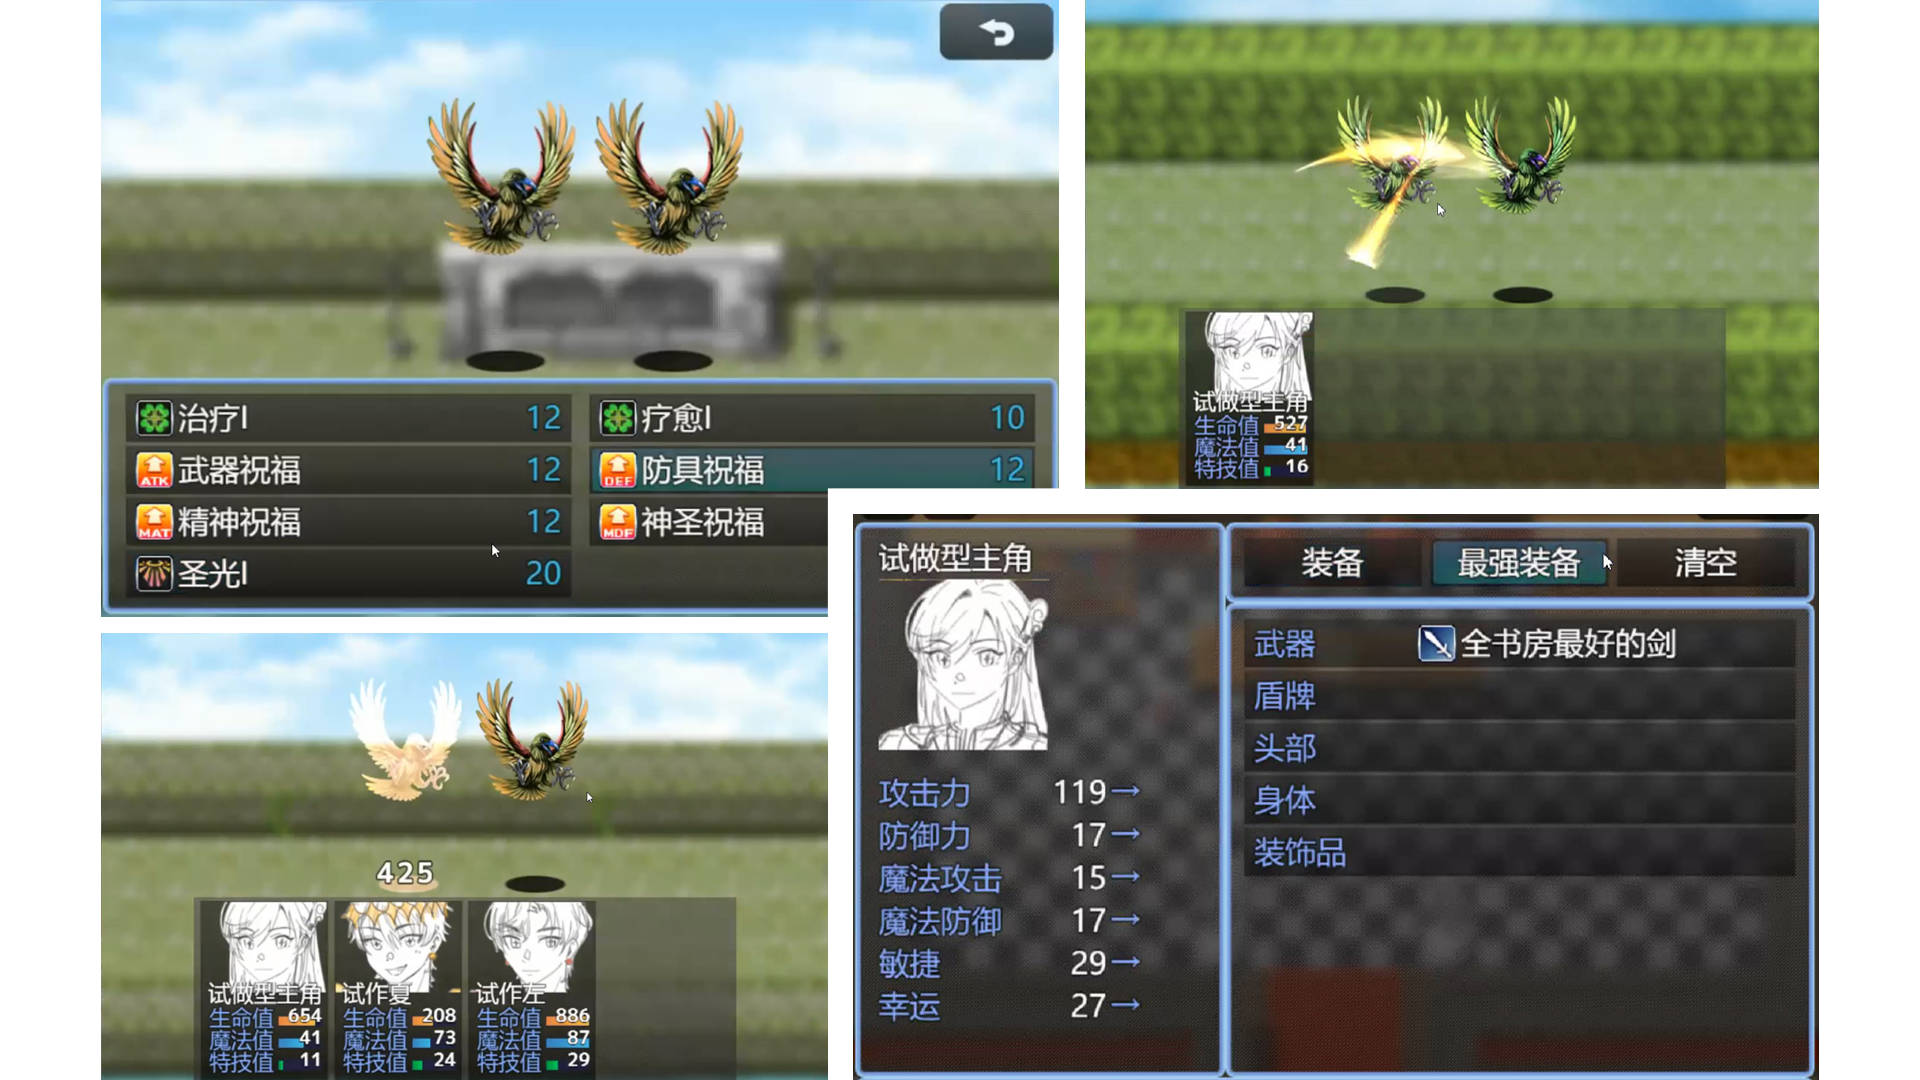 治疗I 12 疗愈I 10
ATK 武器祝福 12 DEF 防具祝福 12
MAT 精神祝福 12 MDF 神圣祝福
圣光I 20
试做型主角
生命值 527
魔法值 41
特技值 16
425
试做型主角 试作夏 试作左
生命值 654 生命值 208 生命值 886
魔法值 41 魔法值 73 魔法值 87
特技值 11 特技值 24 特技值 29
试做型主角
攻击力 119→
防御力 17→
魔法攻击 15→
魔法防御 17→
敏捷 29→
幸运 27→
装备 最强装备 清空
武器 全书房最好的剑
盾牌
头部
身体
装饰品